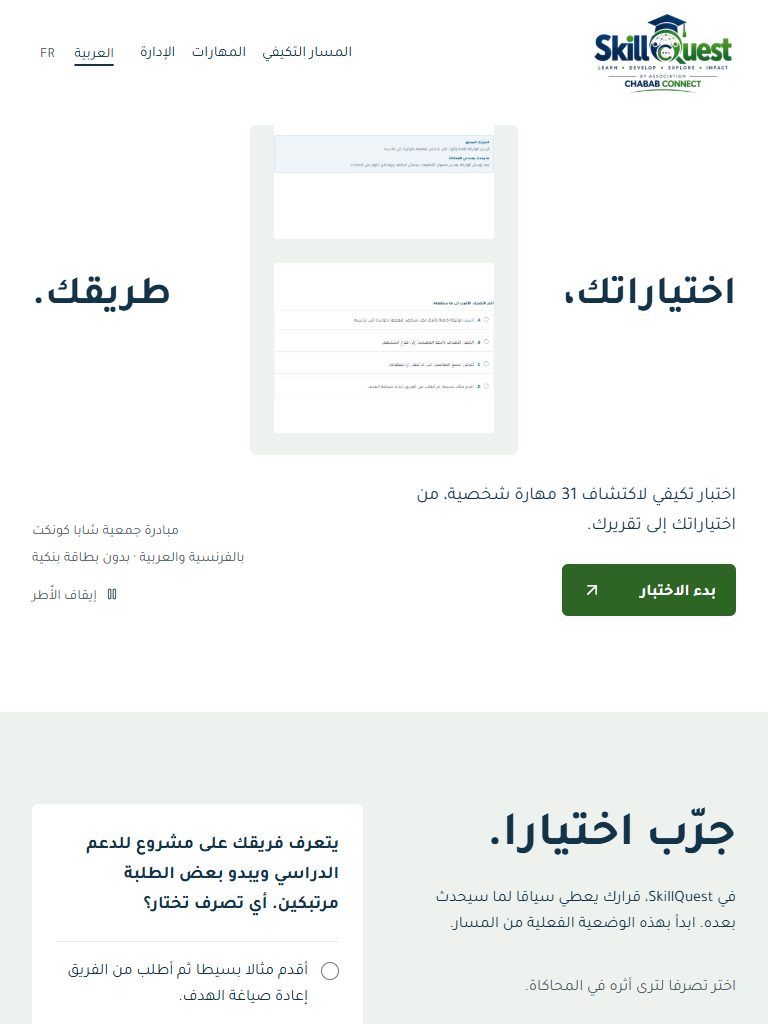 SkillQuest
LEARN • DEVELOP • EXPLORE • IMPACT
BY ASSOCIATION
CHABAB CONNECT
المسار التكيفي
المهارات
الإدارة
العربية
FR
اختياراتك،
طريقك.
اختبار تكيفي لاكتشاف 31 مهارة شخصية، من
اختياراتك إلى تقريرك.
بدء الاختبار
مبادرة جمعية شابا كونكت
بالفرنسية والعربية · بدون بطاقة بنكية
إيقاف الأُطر
جرّب اختيارا.
في SkillQuest، قرارك يعطي سياقا لما سيحدث
بعده. ابدأ بهذه الوضعية الفعلية من المسار.
اختر تصرفا لترى أثره في المحاكاة.
يتعرف فريقك على مشروع للدعم
الدراسي ويبدو بعض الطلبة
مرتبكين. أي تصرف تختار؟
أقدم مثالا بسيطا ثم أطلب من الفريق
إعادة صياغة الهدف.